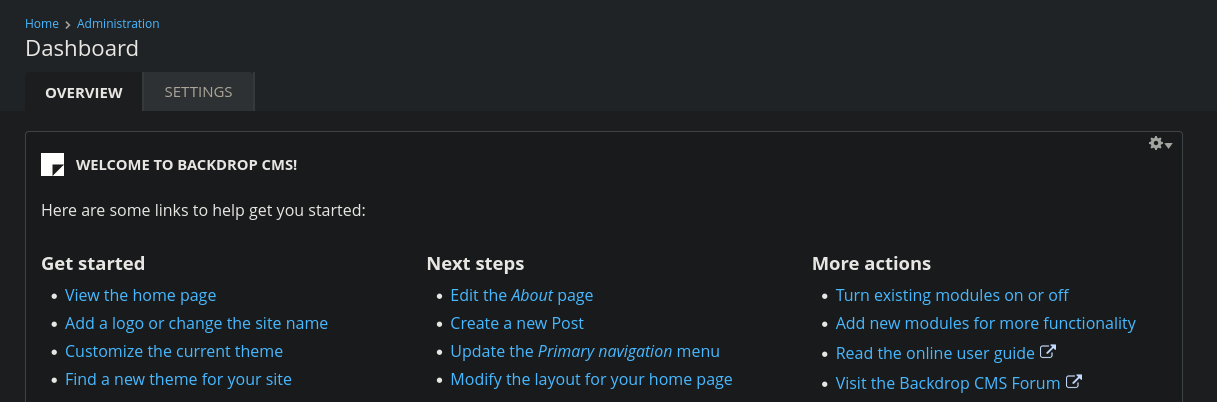 Home > Administration
Dashboard
OVERVIEW SETTINGS
WELCOME TO BACKDROP CMS!
Here are some links to help get you started:
Get started
• View the home page
• Add a logo or change the site name
• Customize the current theme
• Find a new theme for your site
Next steps
• Edit the About page
• Create a new Post
• Update the Primary navigation menu
• Modify the layout for your home page
More actions
• Turn existing modules on or off
• Add new modules for more functionality
• Read the online user guide
• Visit the Backdrop CMS Forum